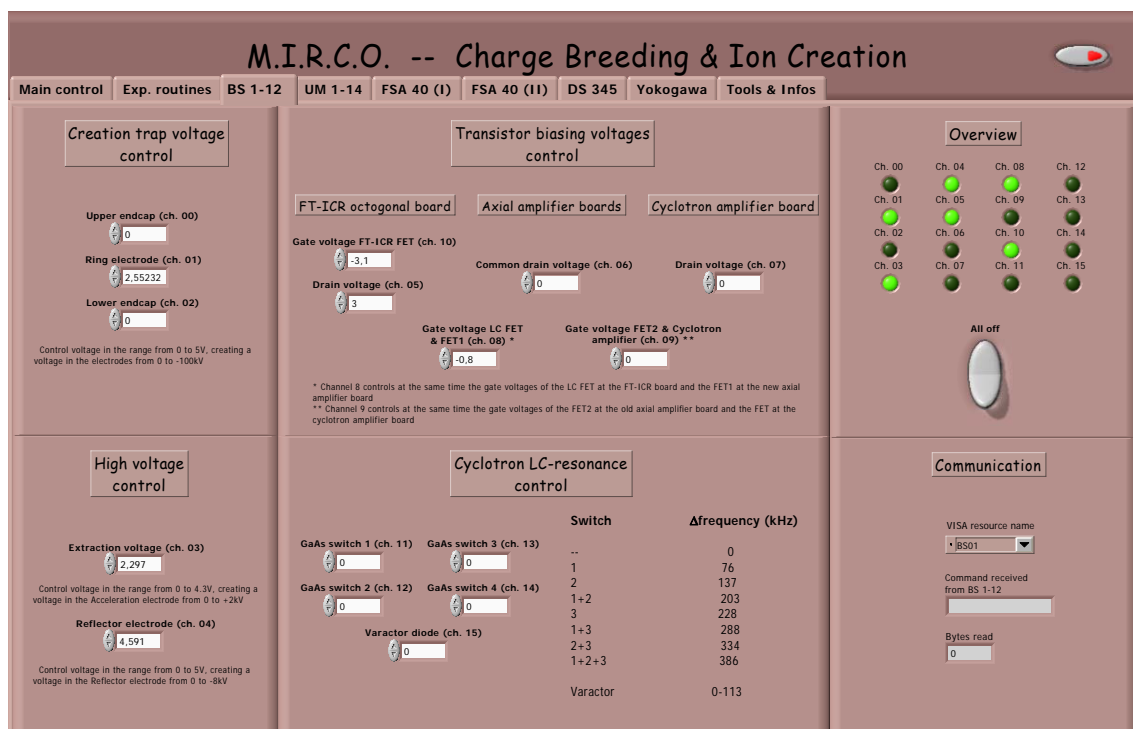 M.I.R.C.O. -- Charge Breeding & Ion Creation
Main control Exp. routines BS 1-12 UM 1-14 FSA 40 (I) FSA 40 (II) DS 345 Yokogawa Tools & Infos
Creation trap voltage
control
Upper endcap (ch. 00)
0
Ring electrode (ch. 01)
2,55232
Lower endcap (ch. 02)
0
Control voltage in the range from 0 to 5V, creating a
voltage in the electrodes from 0 to -100kV
Transistor biasing voltages
control
FT-ICR octogonal board
Axial amplifier boards
Cyclotron amplifier board
Gate voltage FT-ICR FET (ch. 10)
-3,1
Drain voltage (ch. 05)
3
Common drain voltage (ch. 06)
0
Drain voltage (ch. 07)
0
Gate voltage LC FET
& FET1 (ch. 08) *
-0,8
Gate voltage FET2 & Cyclotron
amplifier (ch. 09) **
0
* Channel 8 controls at the same time the gate voltages of the LC FET at the FT-ICR board and the FET1 at the new axial
amplifier board
** Channel 9 controls at the same time the gate voltages of the FET2 at the old axial amplifier board and the FET at the
cyclotron amplifier board
Overview
Ch. 00 Ch. 04 Ch. 08 Ch. 12
Ch. 01 Ch. 05 Ch. 09 Ch. 13
Ch. 02 Ch. 06 Ch. 10 Ch. 14
Ch. 03 Ch. 07 Ch. 11 Ch. 15
All off
High voltage
control
Extraction voltage (ch. 03)
2,297
Control voltage in the range from 0 to 4.3V, creating a
voltage in the Acceleration electrode from 0 to +2kV
Reflector electrode (ch. 04)
4,591
Control voltage in the range from 0 to 5V, creating a
voltage in the Reflector electrode from 0 to -8kV
Cyclotron LC-resonance
control
GaAs switch 1 (ch. 11) GaAs switch 3 (ch. 13)
0 0
GaAs switch 2 (ch. 12) GaAs switch 4 (ch. 14)
0 0
Varactor diode (ch. 15)
0
Switch Δfrequency (kHz)
-- 0
1 76
2 137
1+2 203
3 228
1+3 288
2+3 334
1+2+3 386
Varactor 0-113
Communication
VISA resource name
BS01
Command received
from BS 1-12
Bytes read
0